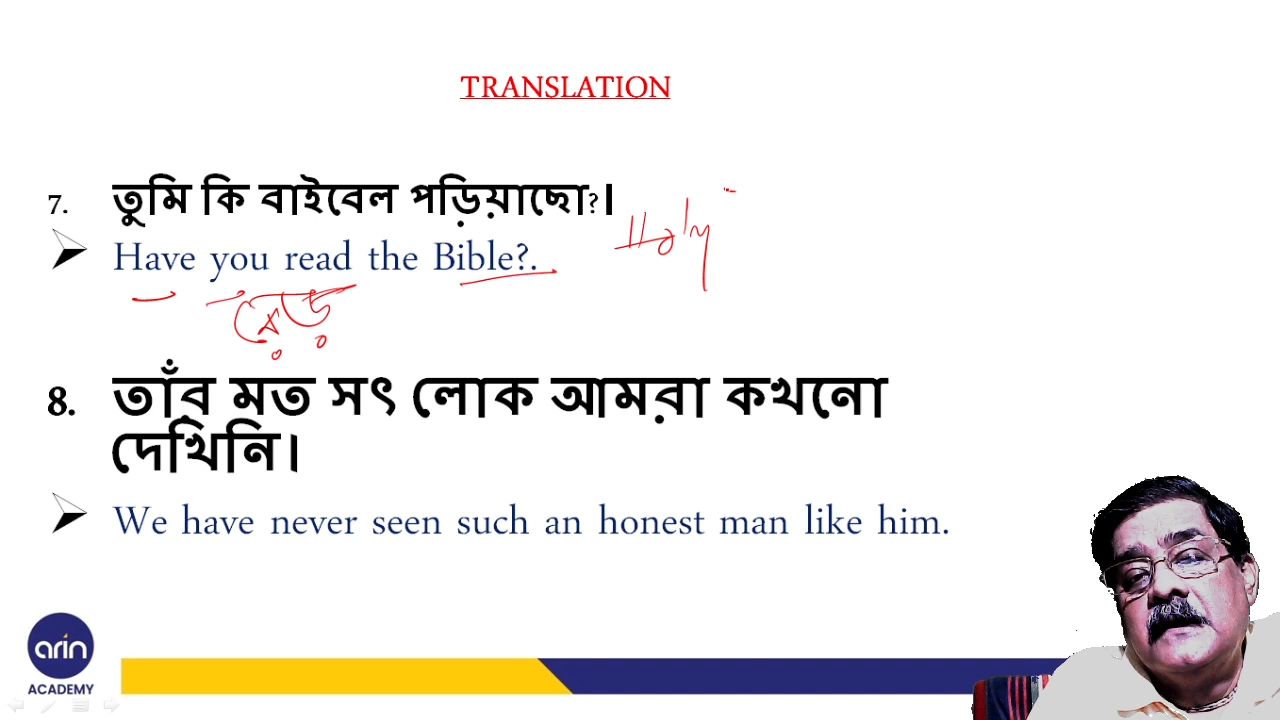 TRANSLATION
7. তুমি কি বাইবেল পড়িয়াছো?।
Have you read the Bible?.
Holy
রেড
8. তাঁর মত সৎ লোক আমরা কখনো
দেখিনি।
We have never seen such an honest man like him.
arin
ACADEMY